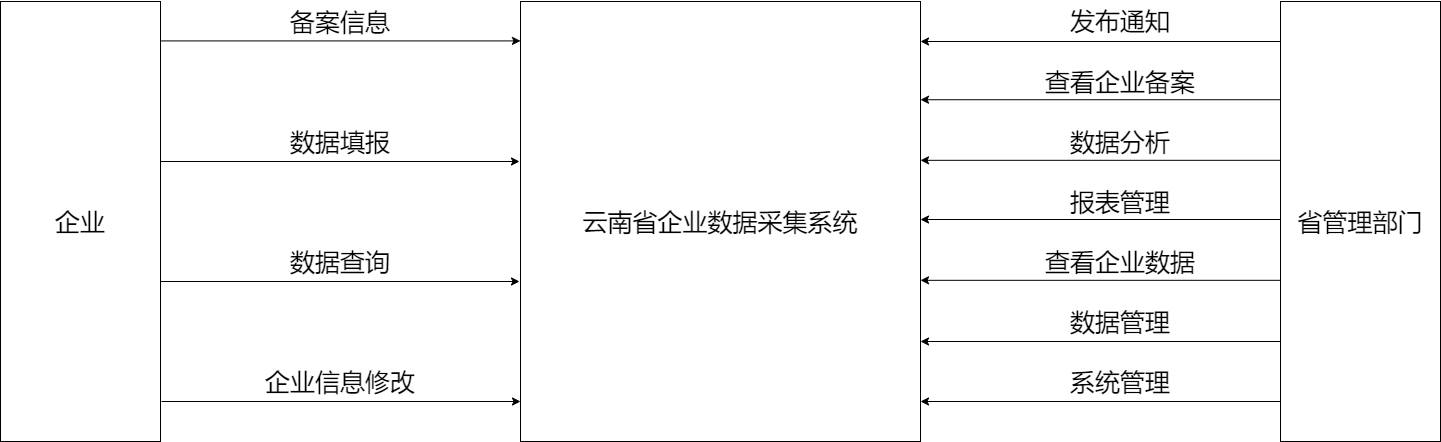 备案信息
发布通知
查看企业备案
数据填报
数据分析
报表管理
企业
云南省企业数据采集系统
省管理部门
数据查询
查看企业数据
数据管理
企业信息修改
系统管理